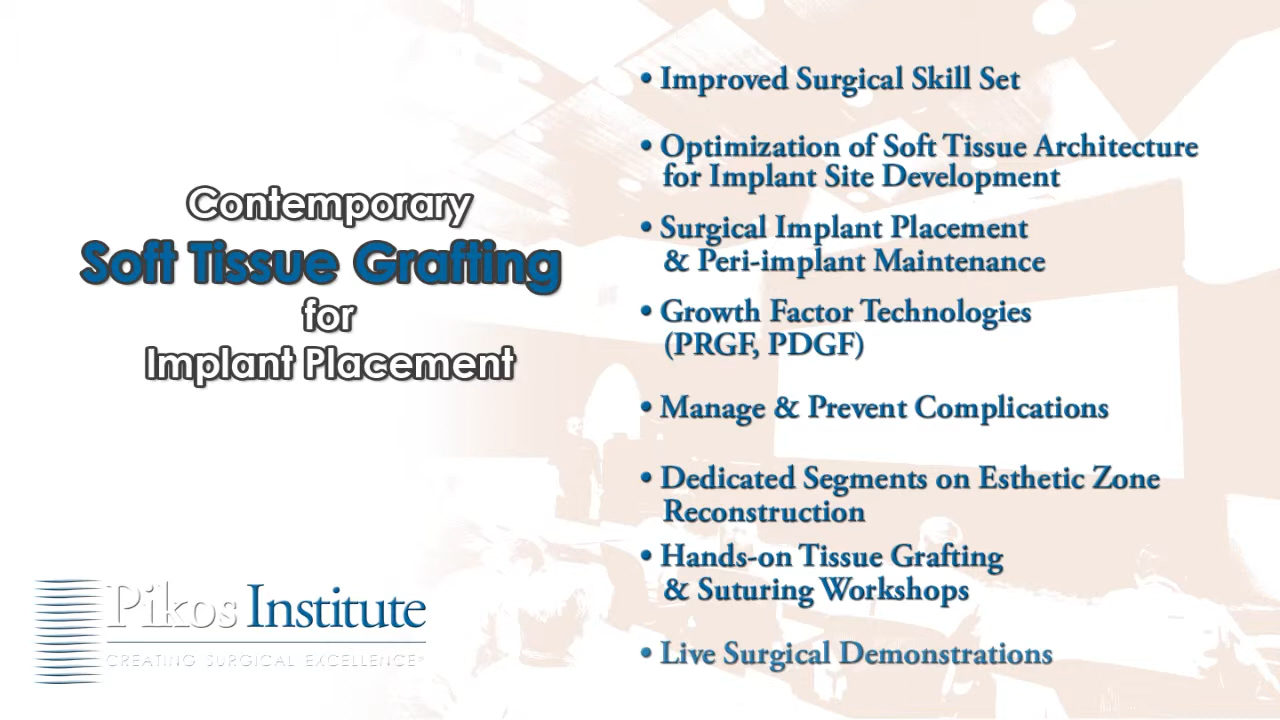 Contemporary
Soft Tissue Grafting
for
Implant Placement
Pikos Institute
CREATING SURGICAL EXCELLENCE®
• Improved Surgical Skill Set
• Optimization of Soft Tissue Architecture
for Implant Site Development
• Surgical Implant Placement
& Peri-implant Maintenance
• Growth Factor Technologies
(PRGF, PDGF)
• Manage & Prevent Complications
• Dedicated Segments on Esthetic Zone
Reconstruction
• Hands-on Tissue Grafting
& Suturing Workshops
• Live Surgical Demonstrations